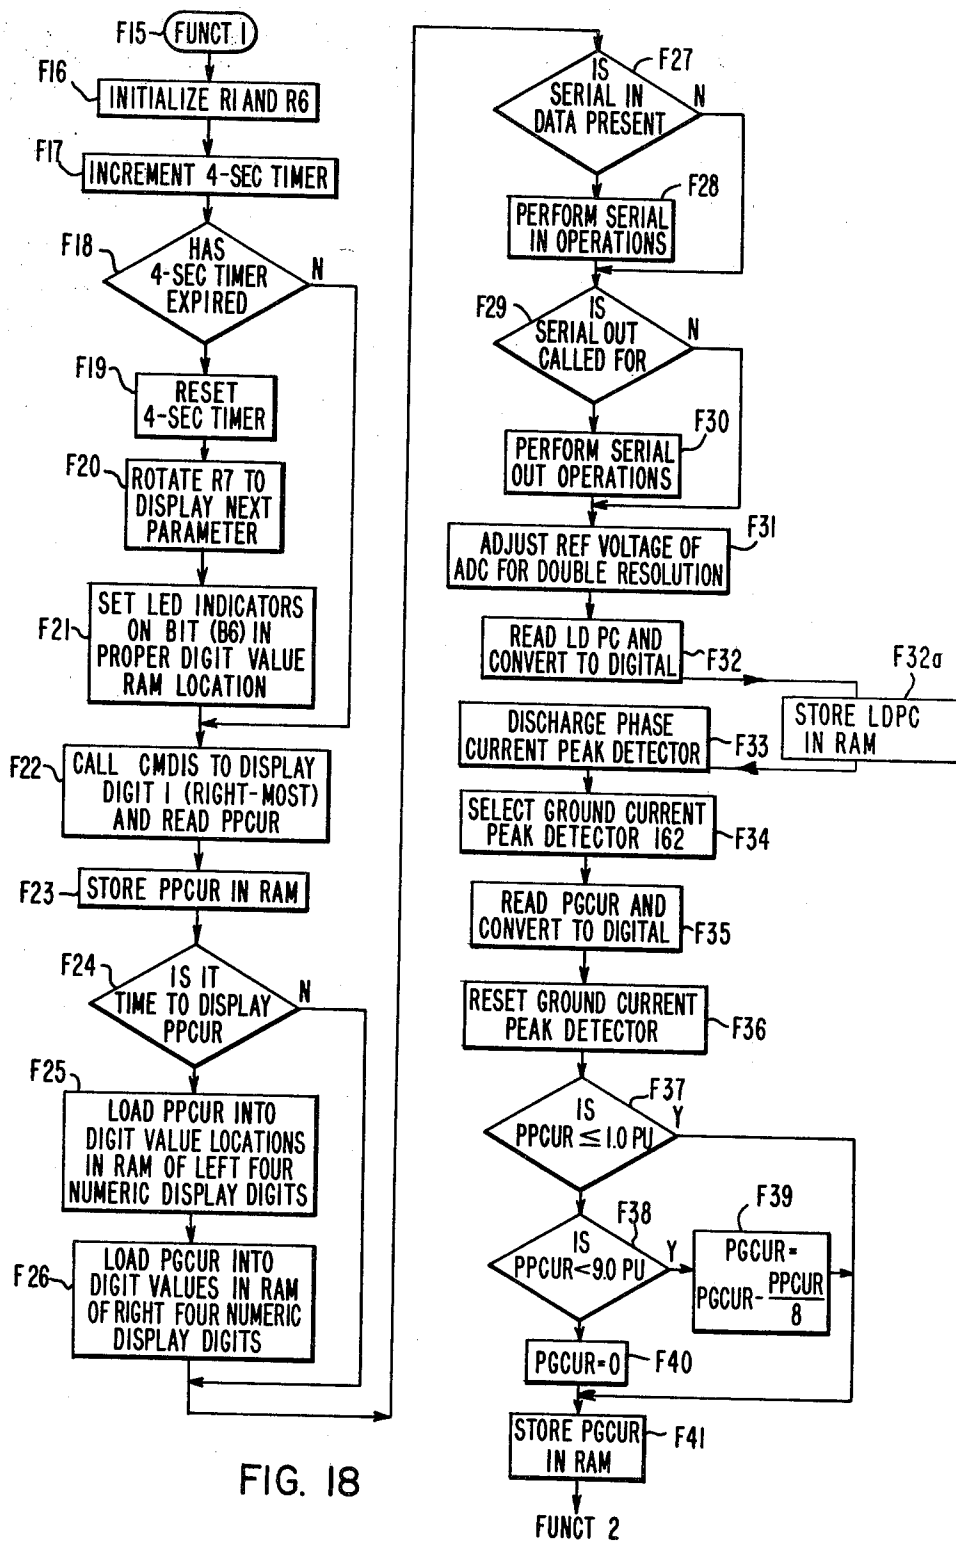 F15
FUNCT 1
F16
INITIALIZE R1 AND R6
F17
INCREMENT 4-SEC TIMER
F18
HAS
4-SEC TIMER
EXPIRED
N
F19
RESET
4-SEC TIMER
F20
ROTATE R7 TO
DISPLAY NEXT
PARAMETER
F21
SET LED INDICATORS
ON BIT (B6) IN
PROPER DIGIT VALUE
RAM LOCATION
F22
CALL CMDIS TO DISPLAY
DIGIT 1 (RIGHT-MOST)
AND READ PPCUR
F23
STORE PPCUR IN RAM
F24
IS IT
TIME TO DISPLAY
PPCUR
N
F25
LOAD PPCUR INTO
DIGIT VALUE LOCATIONS
IN RAM OF LEFT FOUR
NUMERIC DISPLAY DIGITS
F26
LOAD PGCUR INTO
DIGIT VALUES IN RAM
OF RIGHT FOUR NUMERIC
DISPLAY DIGITS
F27
IS
SERIAL IN
DATA PRESENT
N
F28
PERFORM SERIAL
IN OPERATIONS
F29
IS
SERIAL OUT
CALLED FOR
N
F30
PERFORM SERIAL
OUT OPERATIONS
F31
ADJUST REF VOLTAGE OF
ADC FOR DOUBLE RESOLUTION
READ LD PC AND
CONVERT TO DIGITAL
F32
F32a
STORE LDPC
IN RAM
DISCHARGE PHASE
CURRENT PEAK DETECTOR
F33
SELECT GROUND CURRENT
PEAK DETECTOR 162
F34
READ PGCUR AND
CONVERT TO DIGITAL
F35
RESET GROUND CURRENT
PEAK DETECTOR
F36
F37
IS
PPCUR ≤ 1.0 PU
Y
F38
IS
PPCUR < 9.0 PU
Y
F39
PGCUR =
PGCUR - PPCUR
8
PGCUR = 0
F40
STORE PGCUR
IN RAM
F41
FUNCT 2
FIG. 18